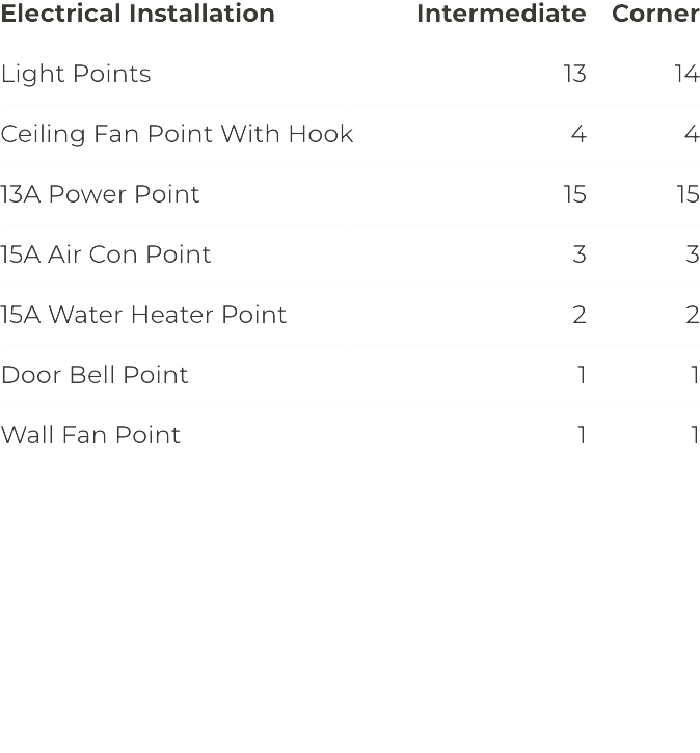 Electrical Installation Intermediate Corner
Light Points 13 14
Ceiling Fan Point With Hook 4 4
13A Power Point 15 15
15A Air Con Point 3 3
15A Water Heater Point 2 2
Door Bell Point 1 1
Wall Fan Point 1 1